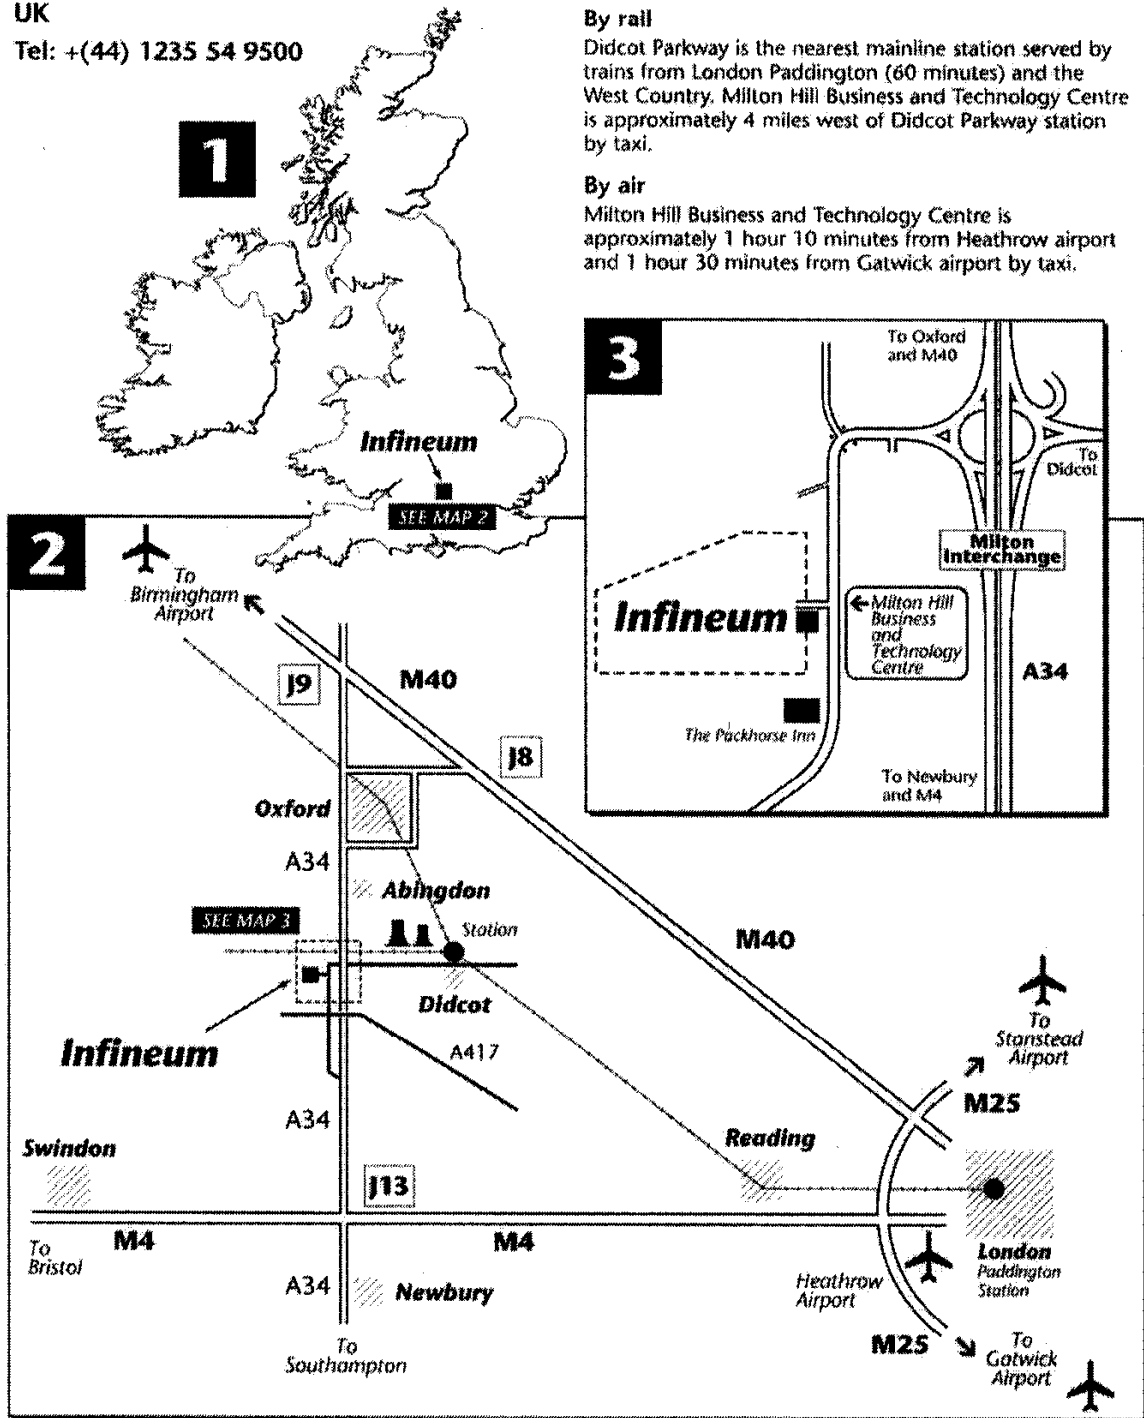 UK
Tel: +(44) 1235 54 9500
By rail
Didcot Parkway is the nearest mainline station served by
trains from London Paddington (60 minutes) and the
West Country. Milton Hill Business and Technology Centre
is approximately 4 miles west of Didcot Parkway station
by taxi.
By air
Milton Hill Business and Technology Centre is
approximately 1 hour 10 minutes from Heathrow airport
and 1 hour 30 minutes from Gatwick airport by taxi.
1
Infineum
SEE MAP 2
3
To Oxford
and M40
To
Didcot
Milton
Interchange
Infineum
←Milton Hill
Business
and
Technology
Centre
A34
The Packhorse Inn
To Newbury
and M4
2
To
Birmingham
Airport
J9
M40
J8
Oxford
A34
Abingdon
SEE MAP 3
Station
M40
Didcot
Infineum
A417
To
Stanstead
Airport
M25
A34
Reading
Swindon
J13
M4
M4
To
Bristol
London
Paddington
Station
Heathrow
Airport
A34
Newbury
M25
To
Gatwick
Airport
To
Southampton